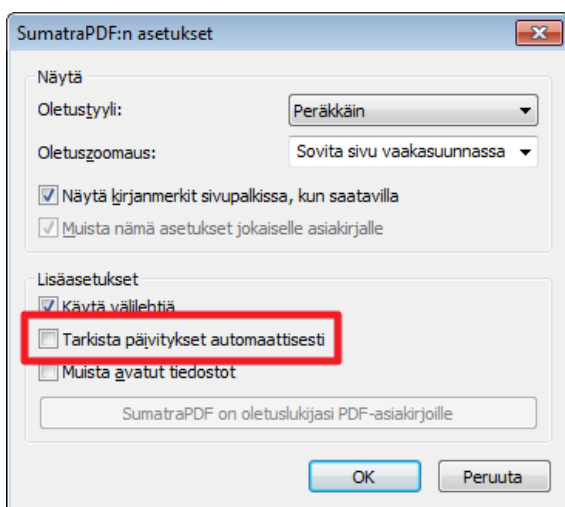 SumatraPDF:n asetukset
Näytä
Oletustyyli: Peräkkäin
Oletuszoomaus: Sovita sivu vaakasuunnassa
Näytä kirjanmerkit sivupalkissa, kun saatavilla
Muista nämä asetukset jokaiselle asiakirjalle
Lisäasetukset
Käytä välilehtiä
Tarkista päivitykset automaattisesti
Muista avatut tiedostot
SumatraPDF on oletuslukijasi PDF-asiakirjoille
OK Peruuta